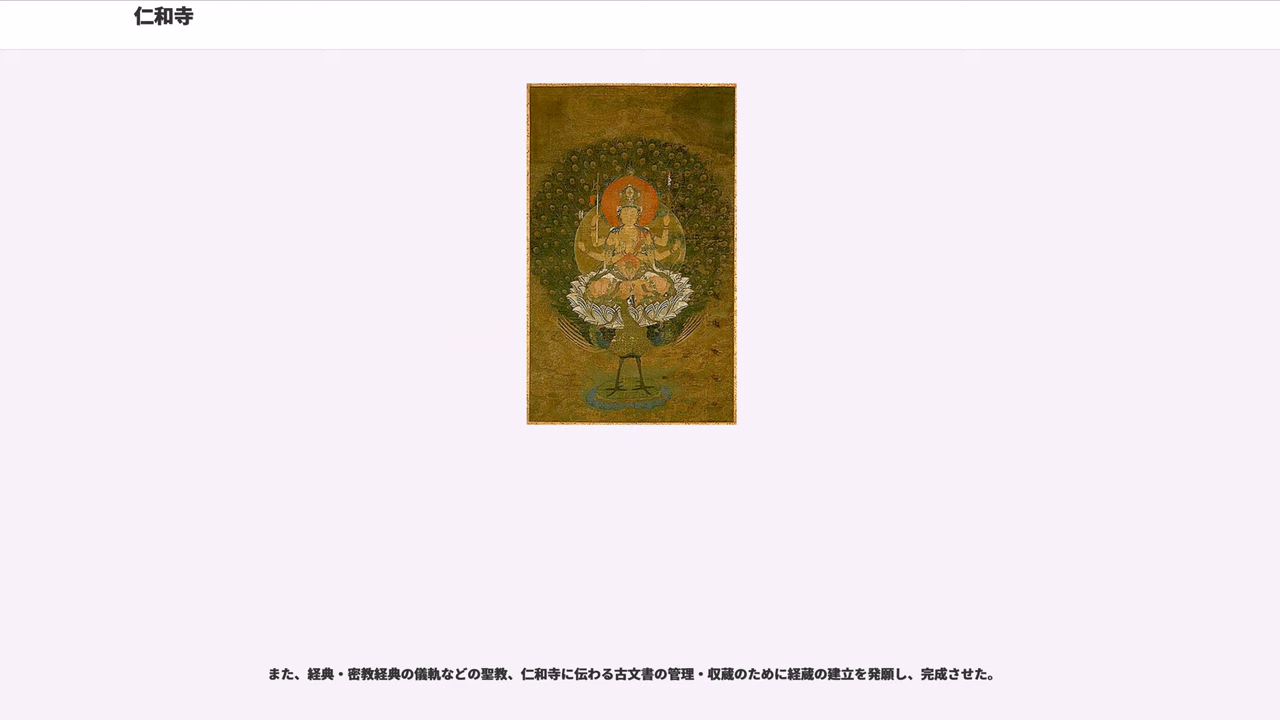 仁和寺
また、経典・密教経典の儀軌などの聖教、仁和寺に伝わる古文書の管理・収蔵のために経蔵の建立を発願し、完成させた。